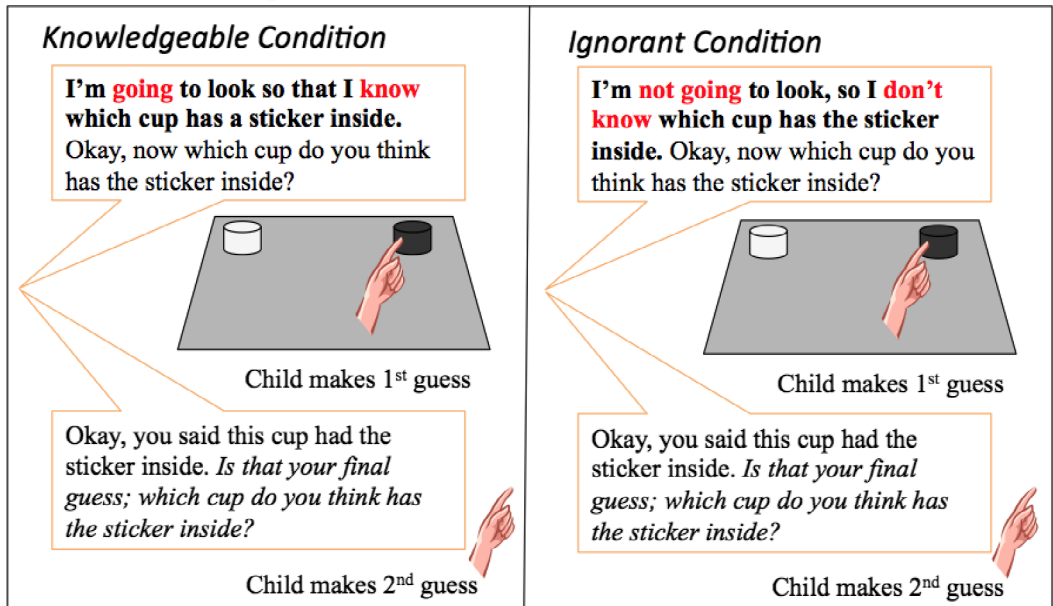 Knowledgeable Condition
I'm going to look so that I know
which cup has a sticker inside.
Okay, now which cup do you think
has the sticker inside?
Child makes 1st guess
Okay, you said this cup had the
sticker inside. Is that your final
guess; which cup do you think has
the sticker inside?
Child makes 2nd guess
Ignorant Condition
I'm not going to look, so I don't
know which cup has the sticker
inside. Okay, now which cup do you
think has the sticker inside?
Child makes 1st guess
Okay, you said this cup had the
sticker inside. Is that your final
guess; which cup do you think has
the sticker inside?
Child makes 2nd guess